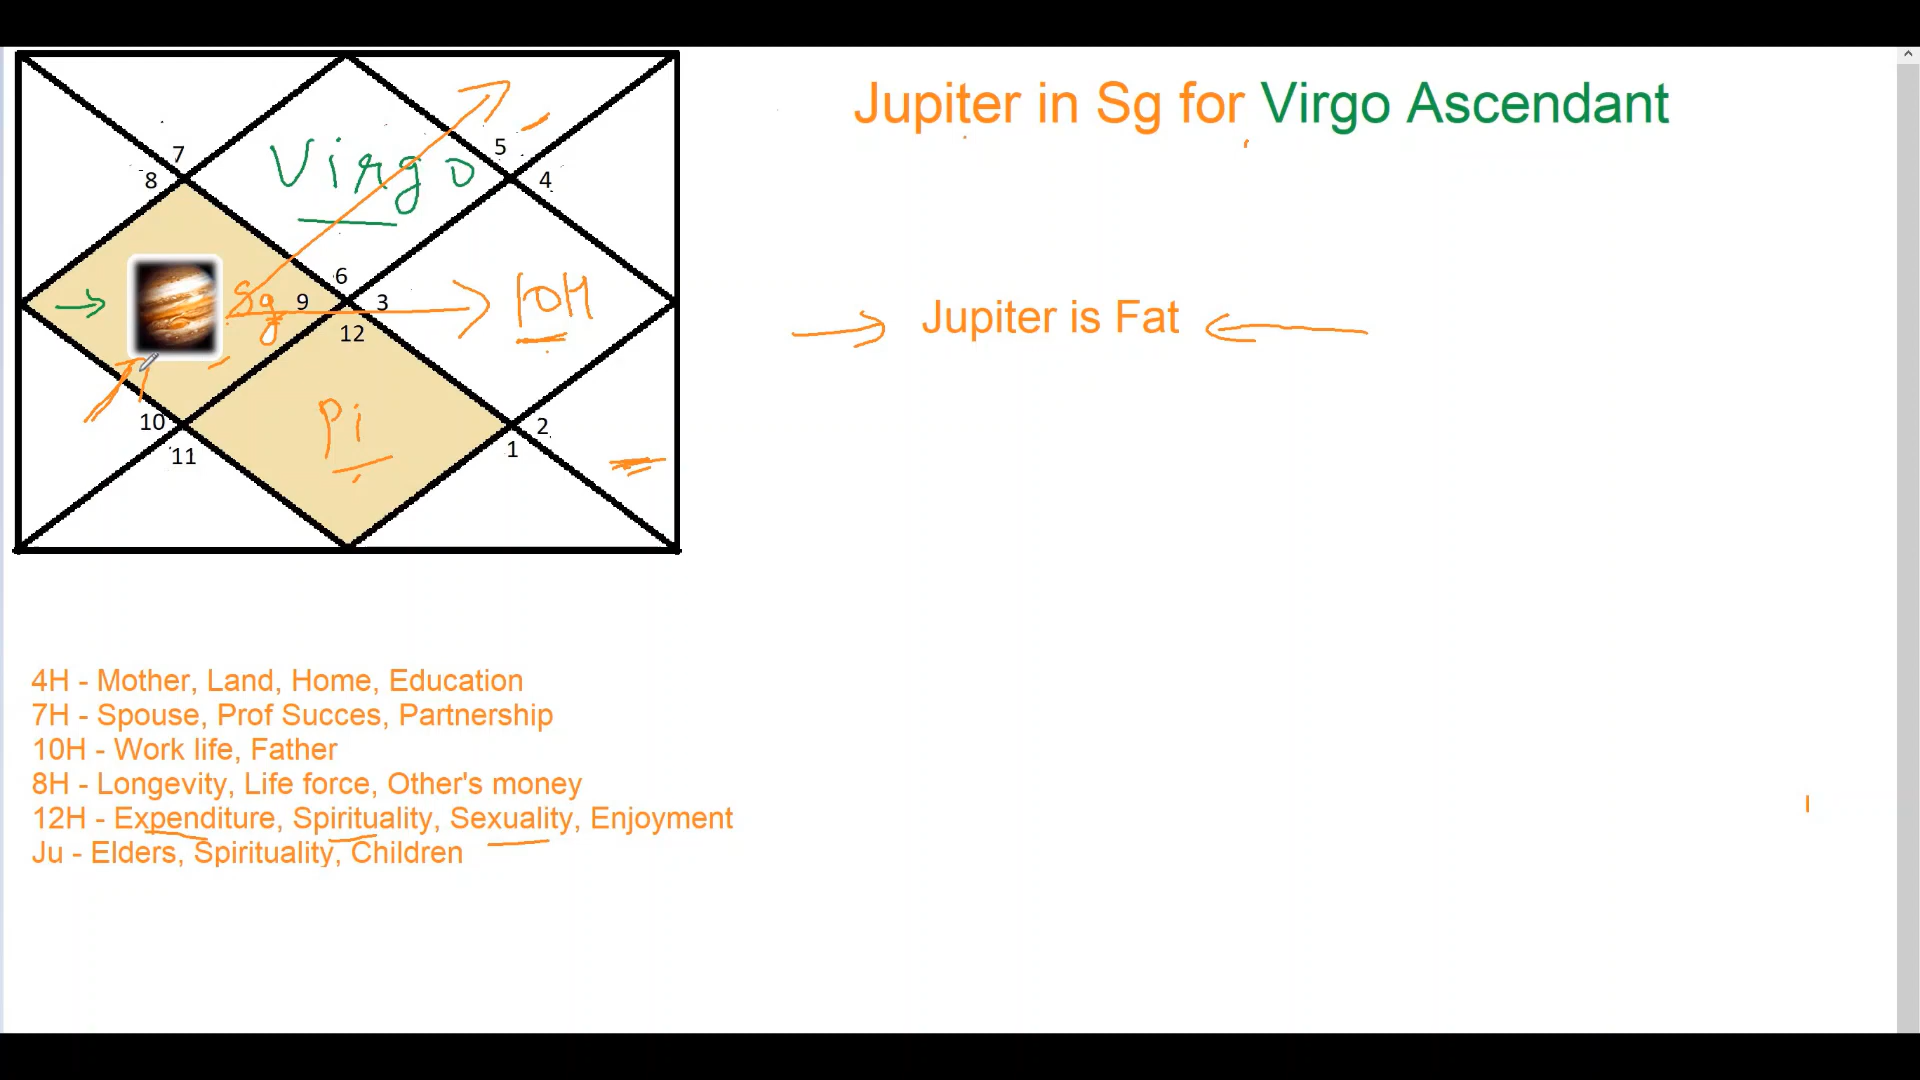 Jupiter in Sg for Virgo Ascendant
7
8
Virgo
5
4
Sg
9
6
3
12
10H
10
11
Pi
2
1
Jupiter is Fat
4H - Mother, Land, Home, Education
7H - Spouse, Prof Succes, Partnership
10H - Work life, Father
8H - Longevity, Life force, Other's money
12H - Expenditure, Spirituality, Sexuality, Enjoyment
Ju - Elders, Spirituality, Children